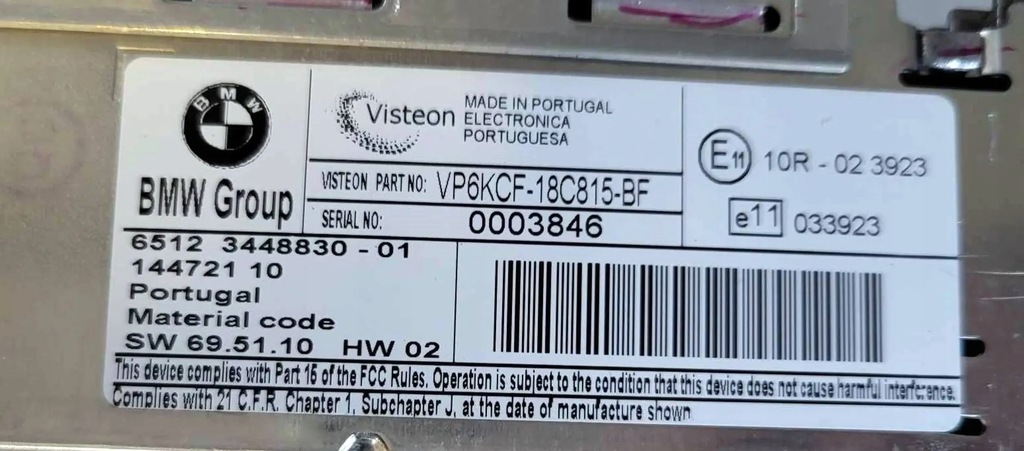 BMW
BMW Group
Visteon
MADE IN PORTUGAL
ELECTRONICA
PORTUGUESA
VISTEON PART NO: VP6KCF-18C815-BF
SERIAL NO: 0003846
E11 10R - 02 3923
e11 033923
6512 3448830 - 01
144721 10
Portugal
Material code
SW 69.51.10 HW 02
This device complies with Part 15 of the FCC Rules. Operation is subject to the condition that this device does not cause harmful interference.
Complies with 21 C.F.R. Chapter 1, Subchapter J, at the date of manufacture shown